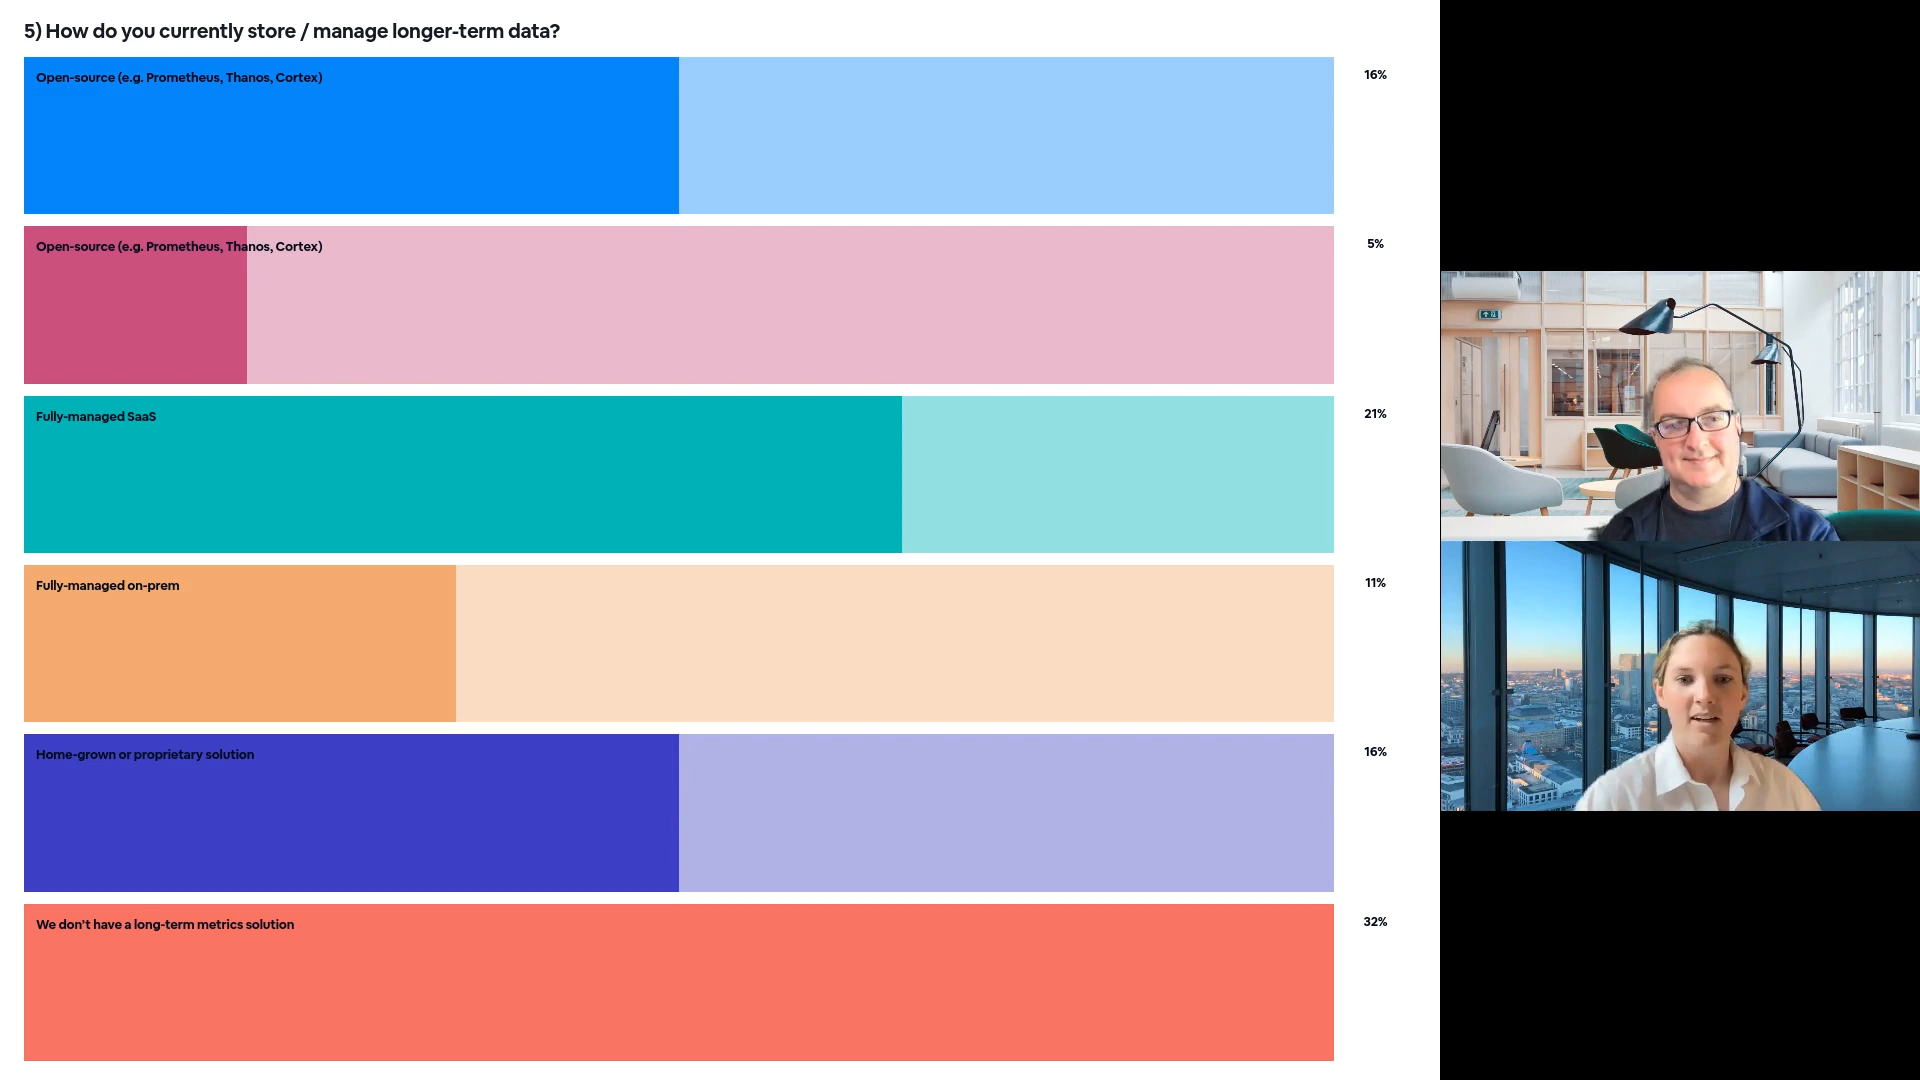 5) How do you currently store / manage longer-term data?
Open-source (e.g. Prometheus, Thanos, Cortex)
16%
Open-source (e.g. Prometheus, Thanos, Cortex)
5%
Fully-managed SaaS
21%
Fully-managed on-prem
11%
Home-grown or proprietary solution
16%
We don't have a long-term metrics solution
32%